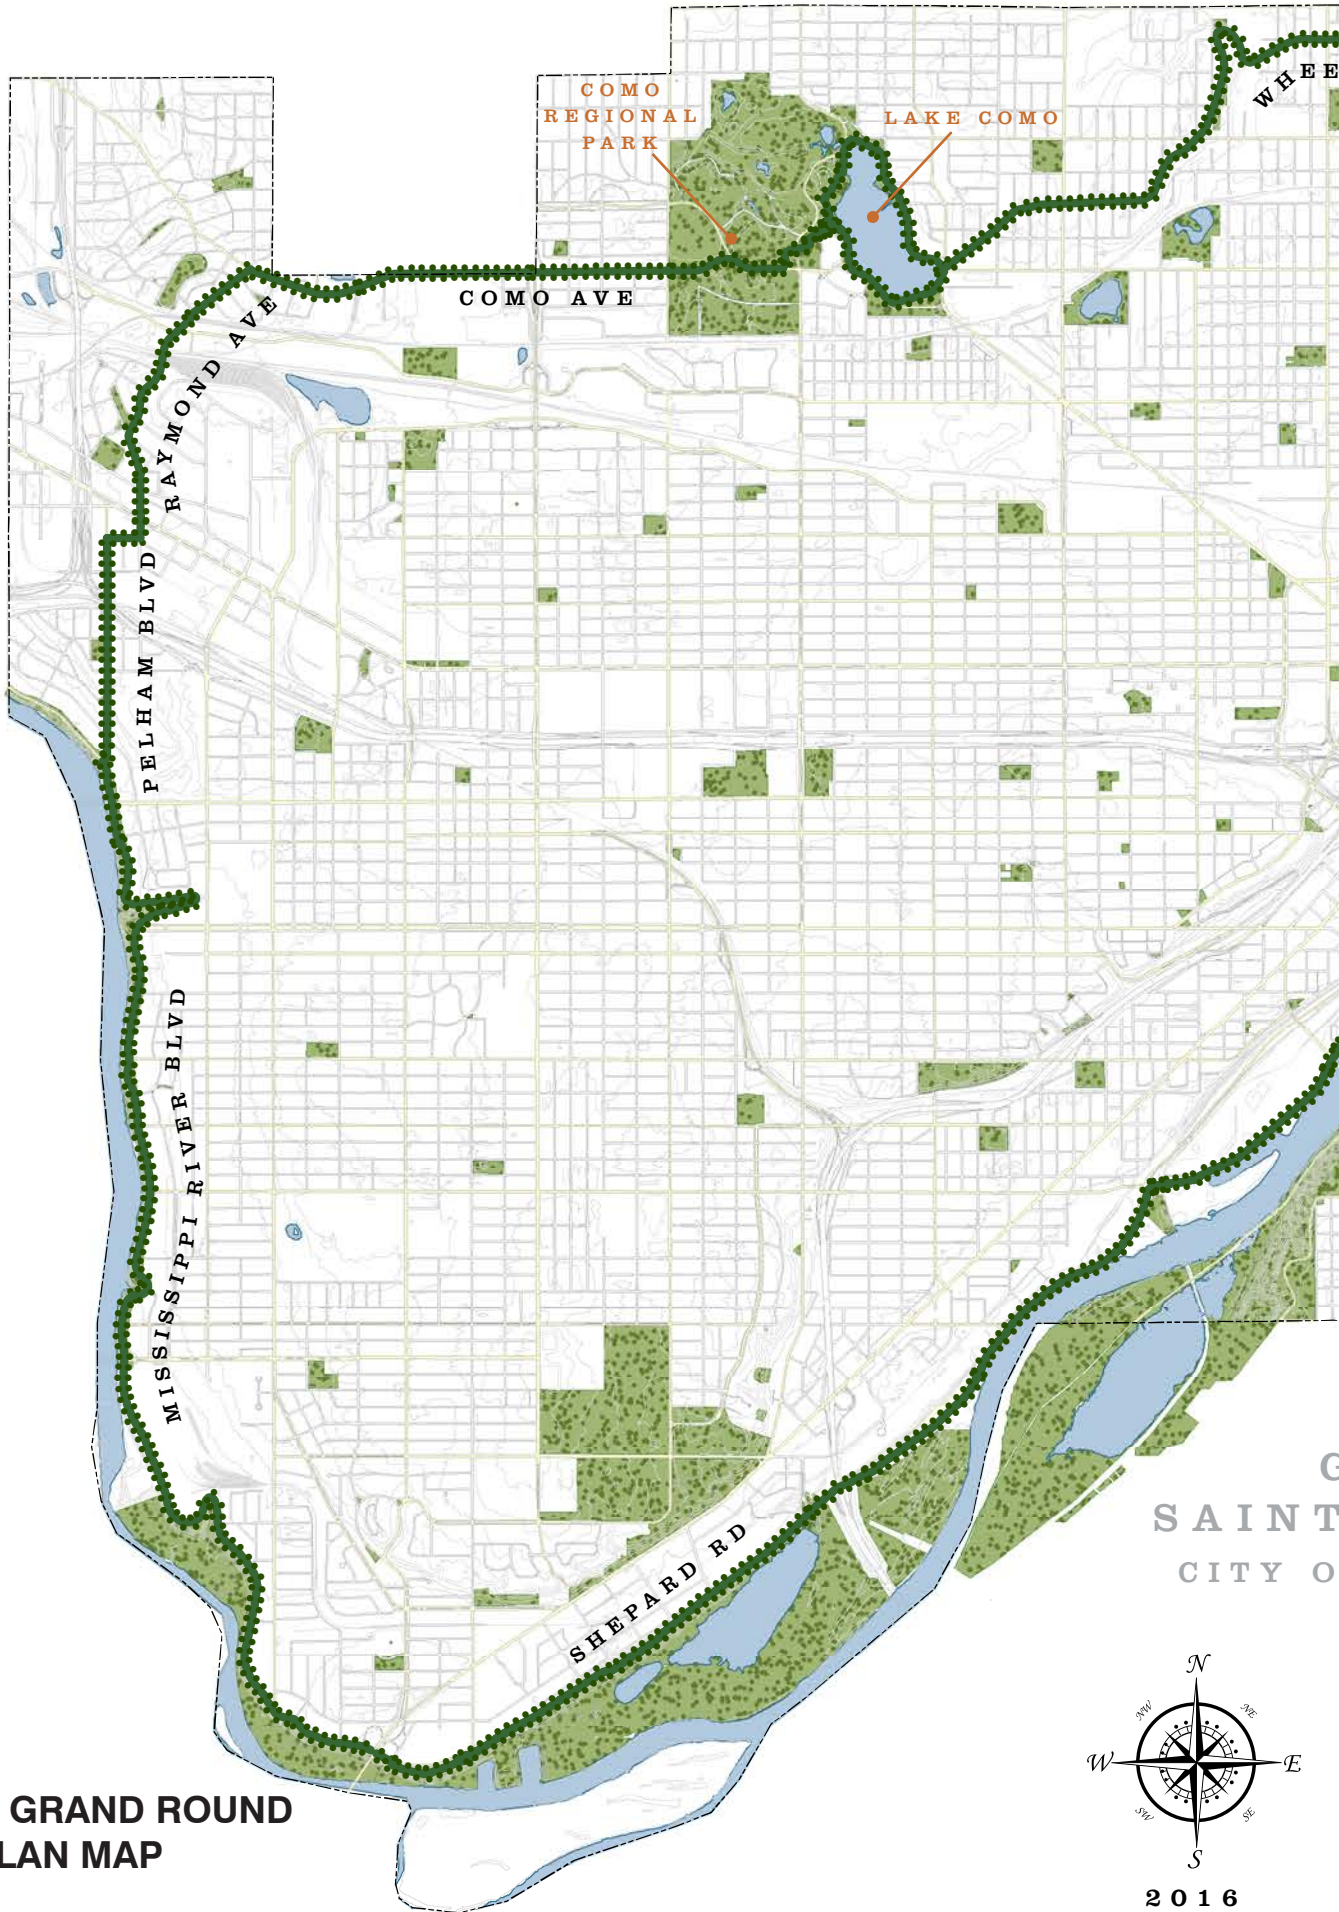 COMO
REGIONAL
PARK
LAKE COMO
WHEE
COMO AVE
RAYMOND AVE
PELHAM BLVD
MISSISSIPPI RIVER BLVD
SHEPARD RD
G
SAINT
CITY O
GRAND ROUND
LAN MAP
N
NW
NE
W
E
SW
SE
S
2016